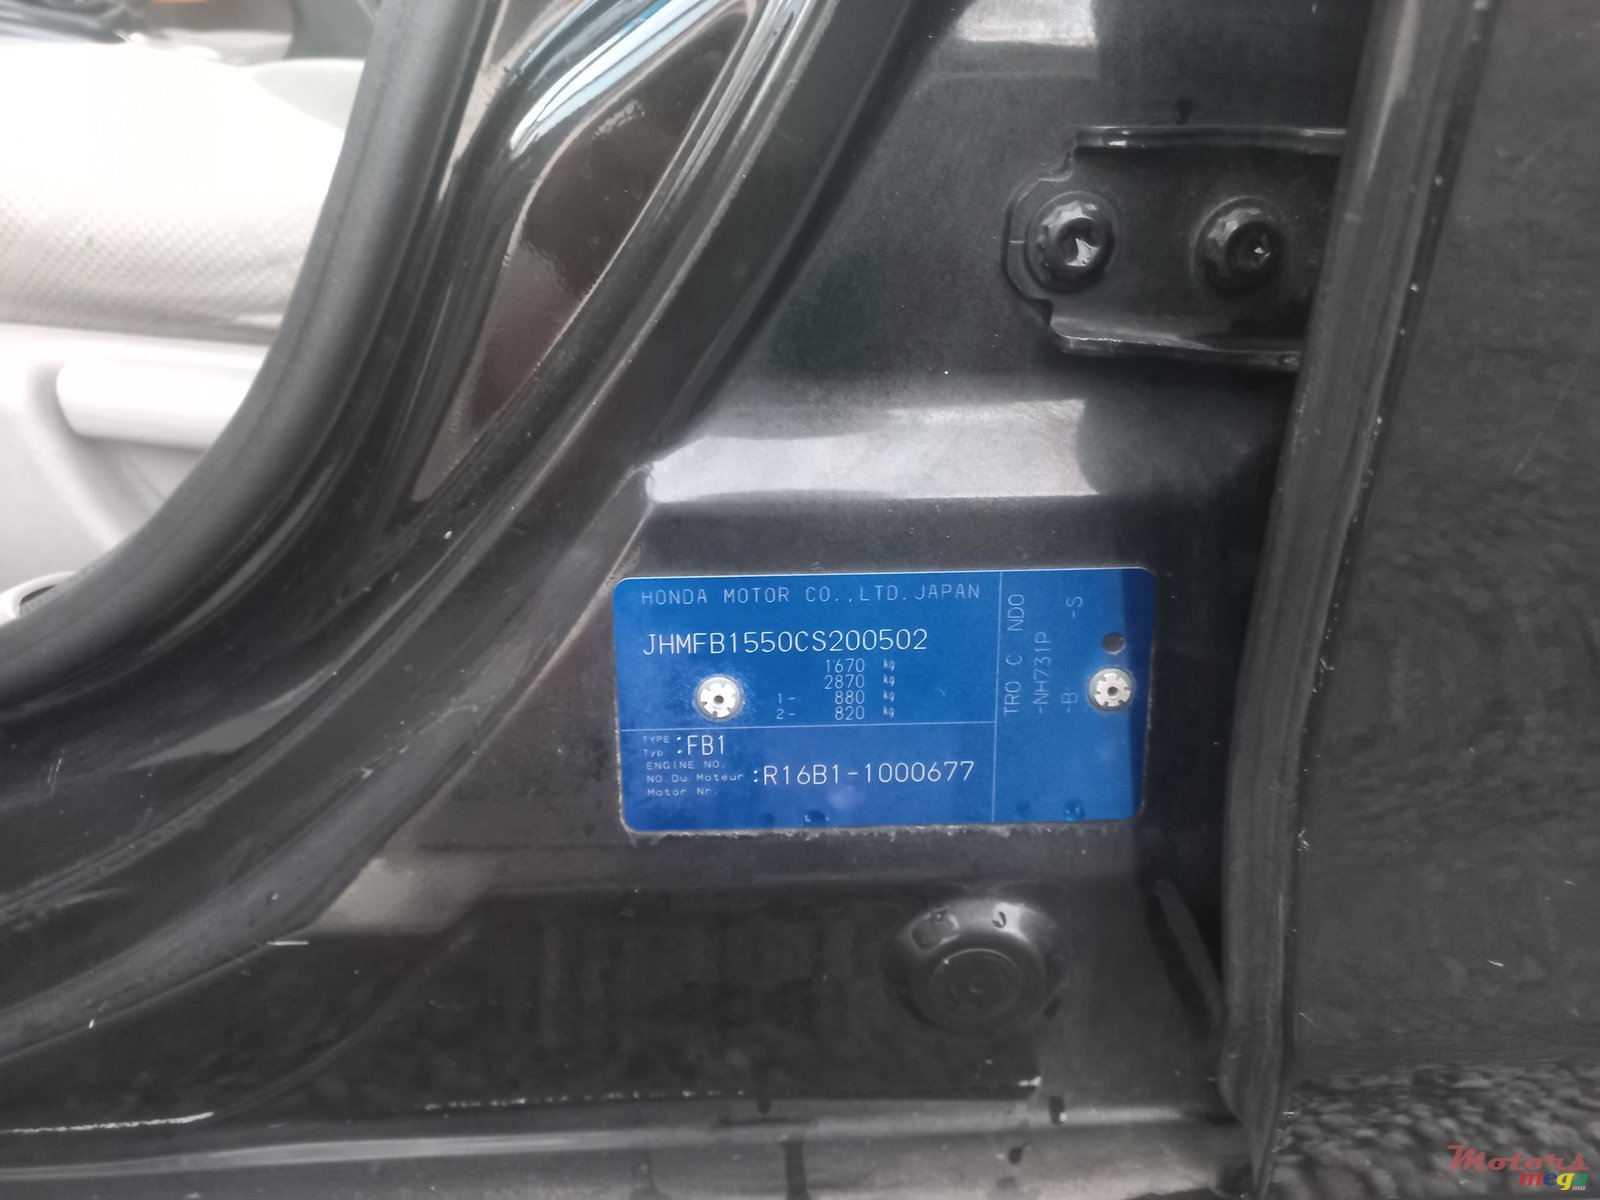 HONDA MOTOR CO.,LTD.JAPAN
JHMFB1550CS200502
1670 kg
2870 kg
1- 880 kg
2- 820 kg
TYPE
Typ :FB1
ENGINE NO.
NO.Du Moteur :R16B1-1000677
Motor Nr.
TRO C NDO
-NH731P
-B -S
Motors
mega
.mu